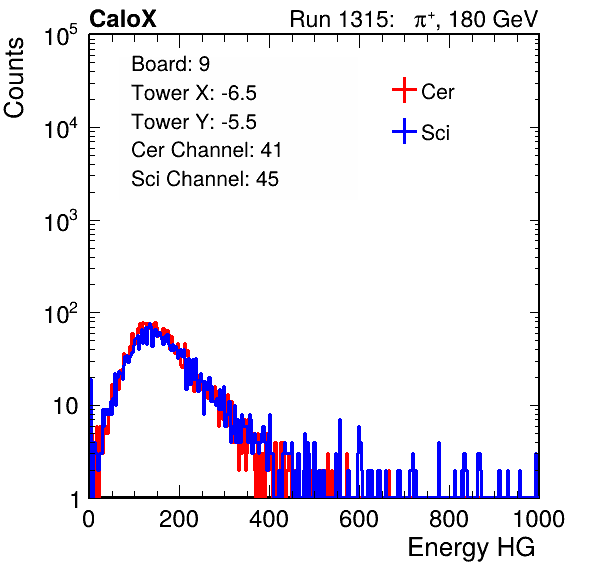 CaloX Run 1315: π⁺, 180 GeV
Counts
10⁵
10⁴
10³
10²
10
1
Board: 9
Tower X: -6.5
Tower Y: -5.5
Cer Channel: 41
Sci Channel: 45
Cer
Sci
0 200 400 600 800 1000
Energy HG